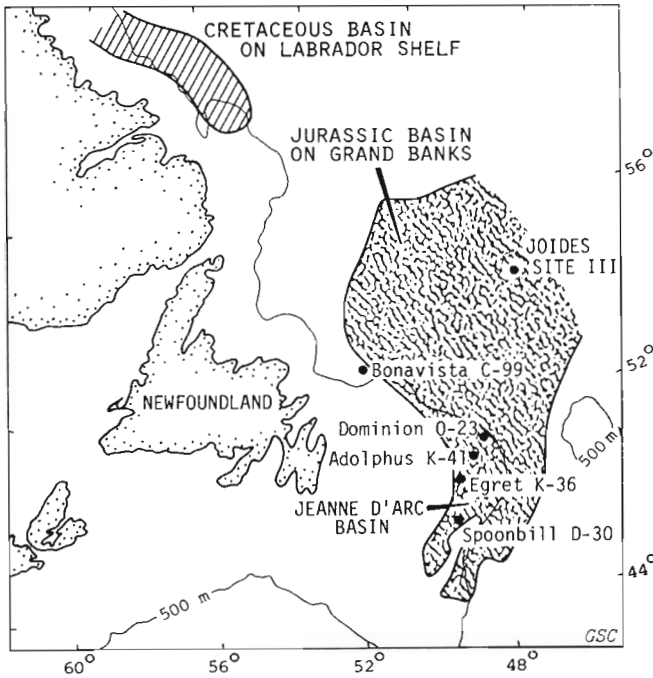 CRETACEOUS BASIN
ON LABRADOR SHELF
JURASSIC BASIN
ON GRAND BANKS
56°
JOIDES
SITE III
52°
Bonavista C-99
NEWFOUNDLAND
Dominion O-23
500 m
Adolphus K-41
Egret K-36
JEANNE D'ARC
BASIN
Spoonbill D-30
44°
500 m
GSC
60°
56°
52°
48°